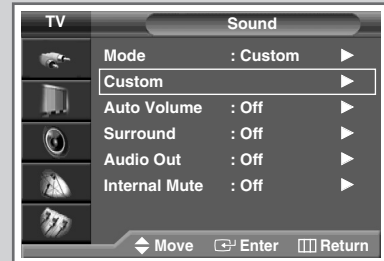 TV Sound
Mode : Custom
Custom
Auto Volume : Off
Surround : Off
Audio Out : Off
Internal Mute : Off
Move Enter Return